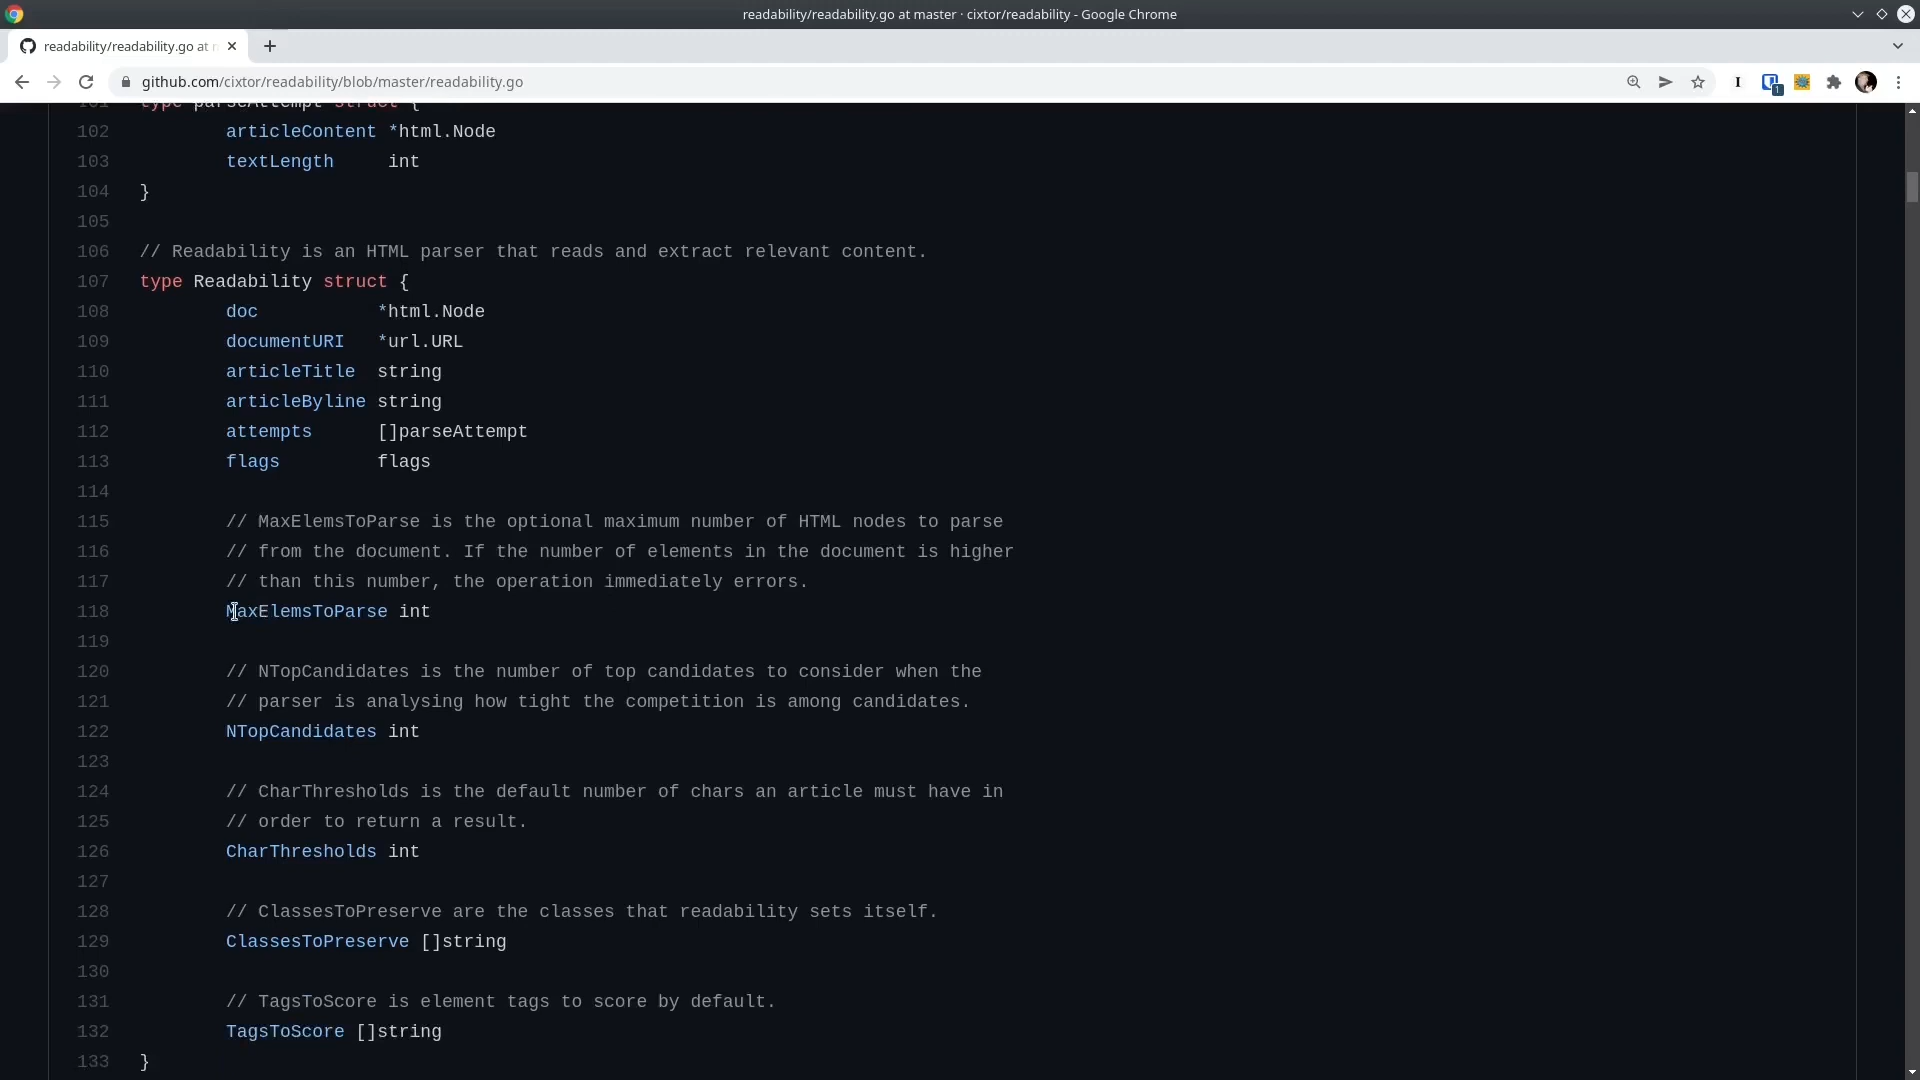 readability/readability.go at master · cixtor/readability - Google Chrome
readability/readability.go at
github.com/cixtor/readability/blob/master/readability.go
I
1
101 type parseAttempt struct {
102 articleContent *html.Node
103 textLength int
104 }
105
106 // Readability is an HTML parser that reads and extract relevant content.
107 type Readability struct {
108 doc *html.Node
109 documentURI *url.URL
110 articleTitle string
111 articleByline string
112 attempts []parseAttempt
113 flags flags
114
115 // MaxElemsToParse is the optional maximum number of HTML nodes to parse
116 // from the document. If the number of elements in the document is higher
117 // than this number, the operation immediately errors.
118 MaxElemsToParse int
119
120 // NTopCandidates is the number of top candidates to consider when the
121 // parser is analysing how tight the competition is among candidates.
122 NTopCandidates int
123
124 // CharThresholds is the default number of chars an article must have in
125 // order to return a result.
126 CharThresholds int
127
128 // ClassesToPreserve are the classes that readability sets itself.
129 ClassesToPreserve []string
130
131 // TagsToScore is element tags to score by default.
132 TagsToScore []string
133 }